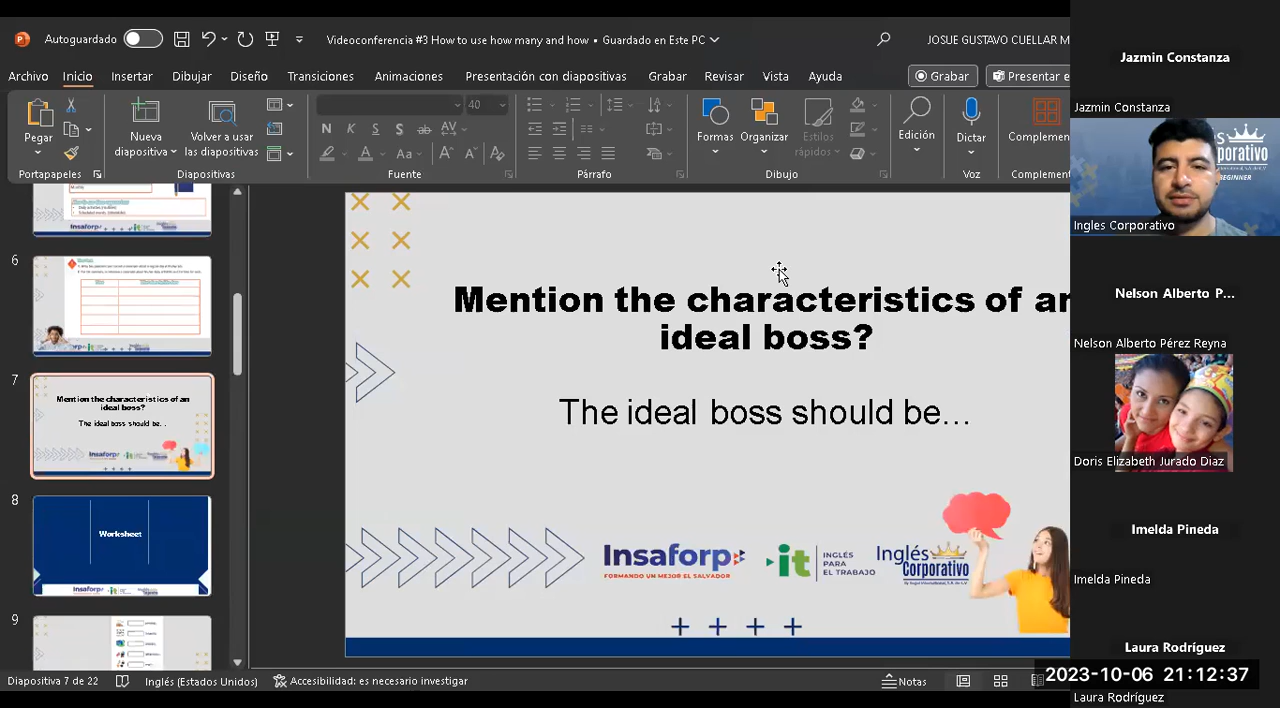 Autoguardado
Videoconferencia #3 How to use how many and how • Guardado en Este PC
JOSUE GUSTAVO CUELLAR M
Archivo Inicio Insertar Dibujar Diseño Transiciones Animaciones Presentación con diapositivas Grabar Revisar Vista Ayuda Grabar Presentar e
40
Pegar
Nueva diapositiva
Volver a usar las diapositivas
Formas
Organizar
Estilos rápidos
Edición
Dictar
Complemen
Portapapeles Diapositivas Fuente Párrafo Dibujo Voz Complement
6
7
Mention the characteristics of an
ideal boss?
The ideal boss should be...
8
Worksheet
Insaforp
9
Mention the characteristics of an
ideal boss?
The ideal boss should be...
Insaforp
FORMANDO UN MEJOR EL SALVADOR
it
INGLÉS
PARA
EL TRABAJO
Inglés
Corporativo
Diapositiva 7 de 22
Inglés (Estados Unidos)
Accesibilidad: es necesario investigar
Notas
Jazmin Constanza
Jazmin Constanza
Ingles Corporativo
Nelson Alberto P...
Nelson Alberto Pérez Reyna
Doris Elizabeth Jurado Diaz
Imelda Pineda
Imelda Pineda
Laura Rodríguez
2023-10-06 21:12:37
Laura Rodríguez